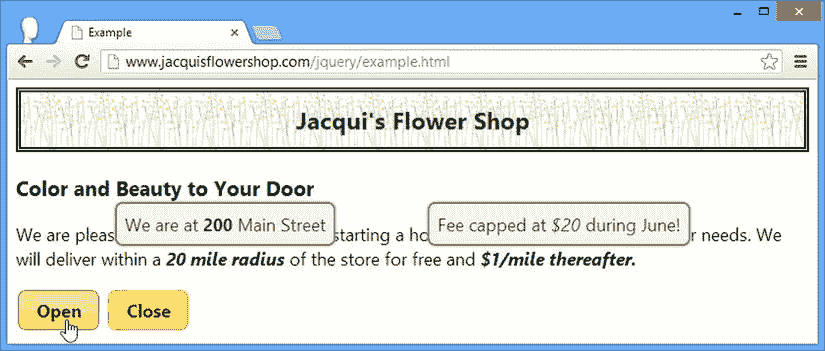 Example
www.jacquisflowershop.com/jquery/example.html
Jacqui's Flower Shop
Color and Beauty to Your Door
We are at 200 Main Street
Fee capped at $20 during June!
We are pleas starting a ho r needs. We
will deliver within a 20 mile radius of the store for free and $1/mile thereafter.
Open Close